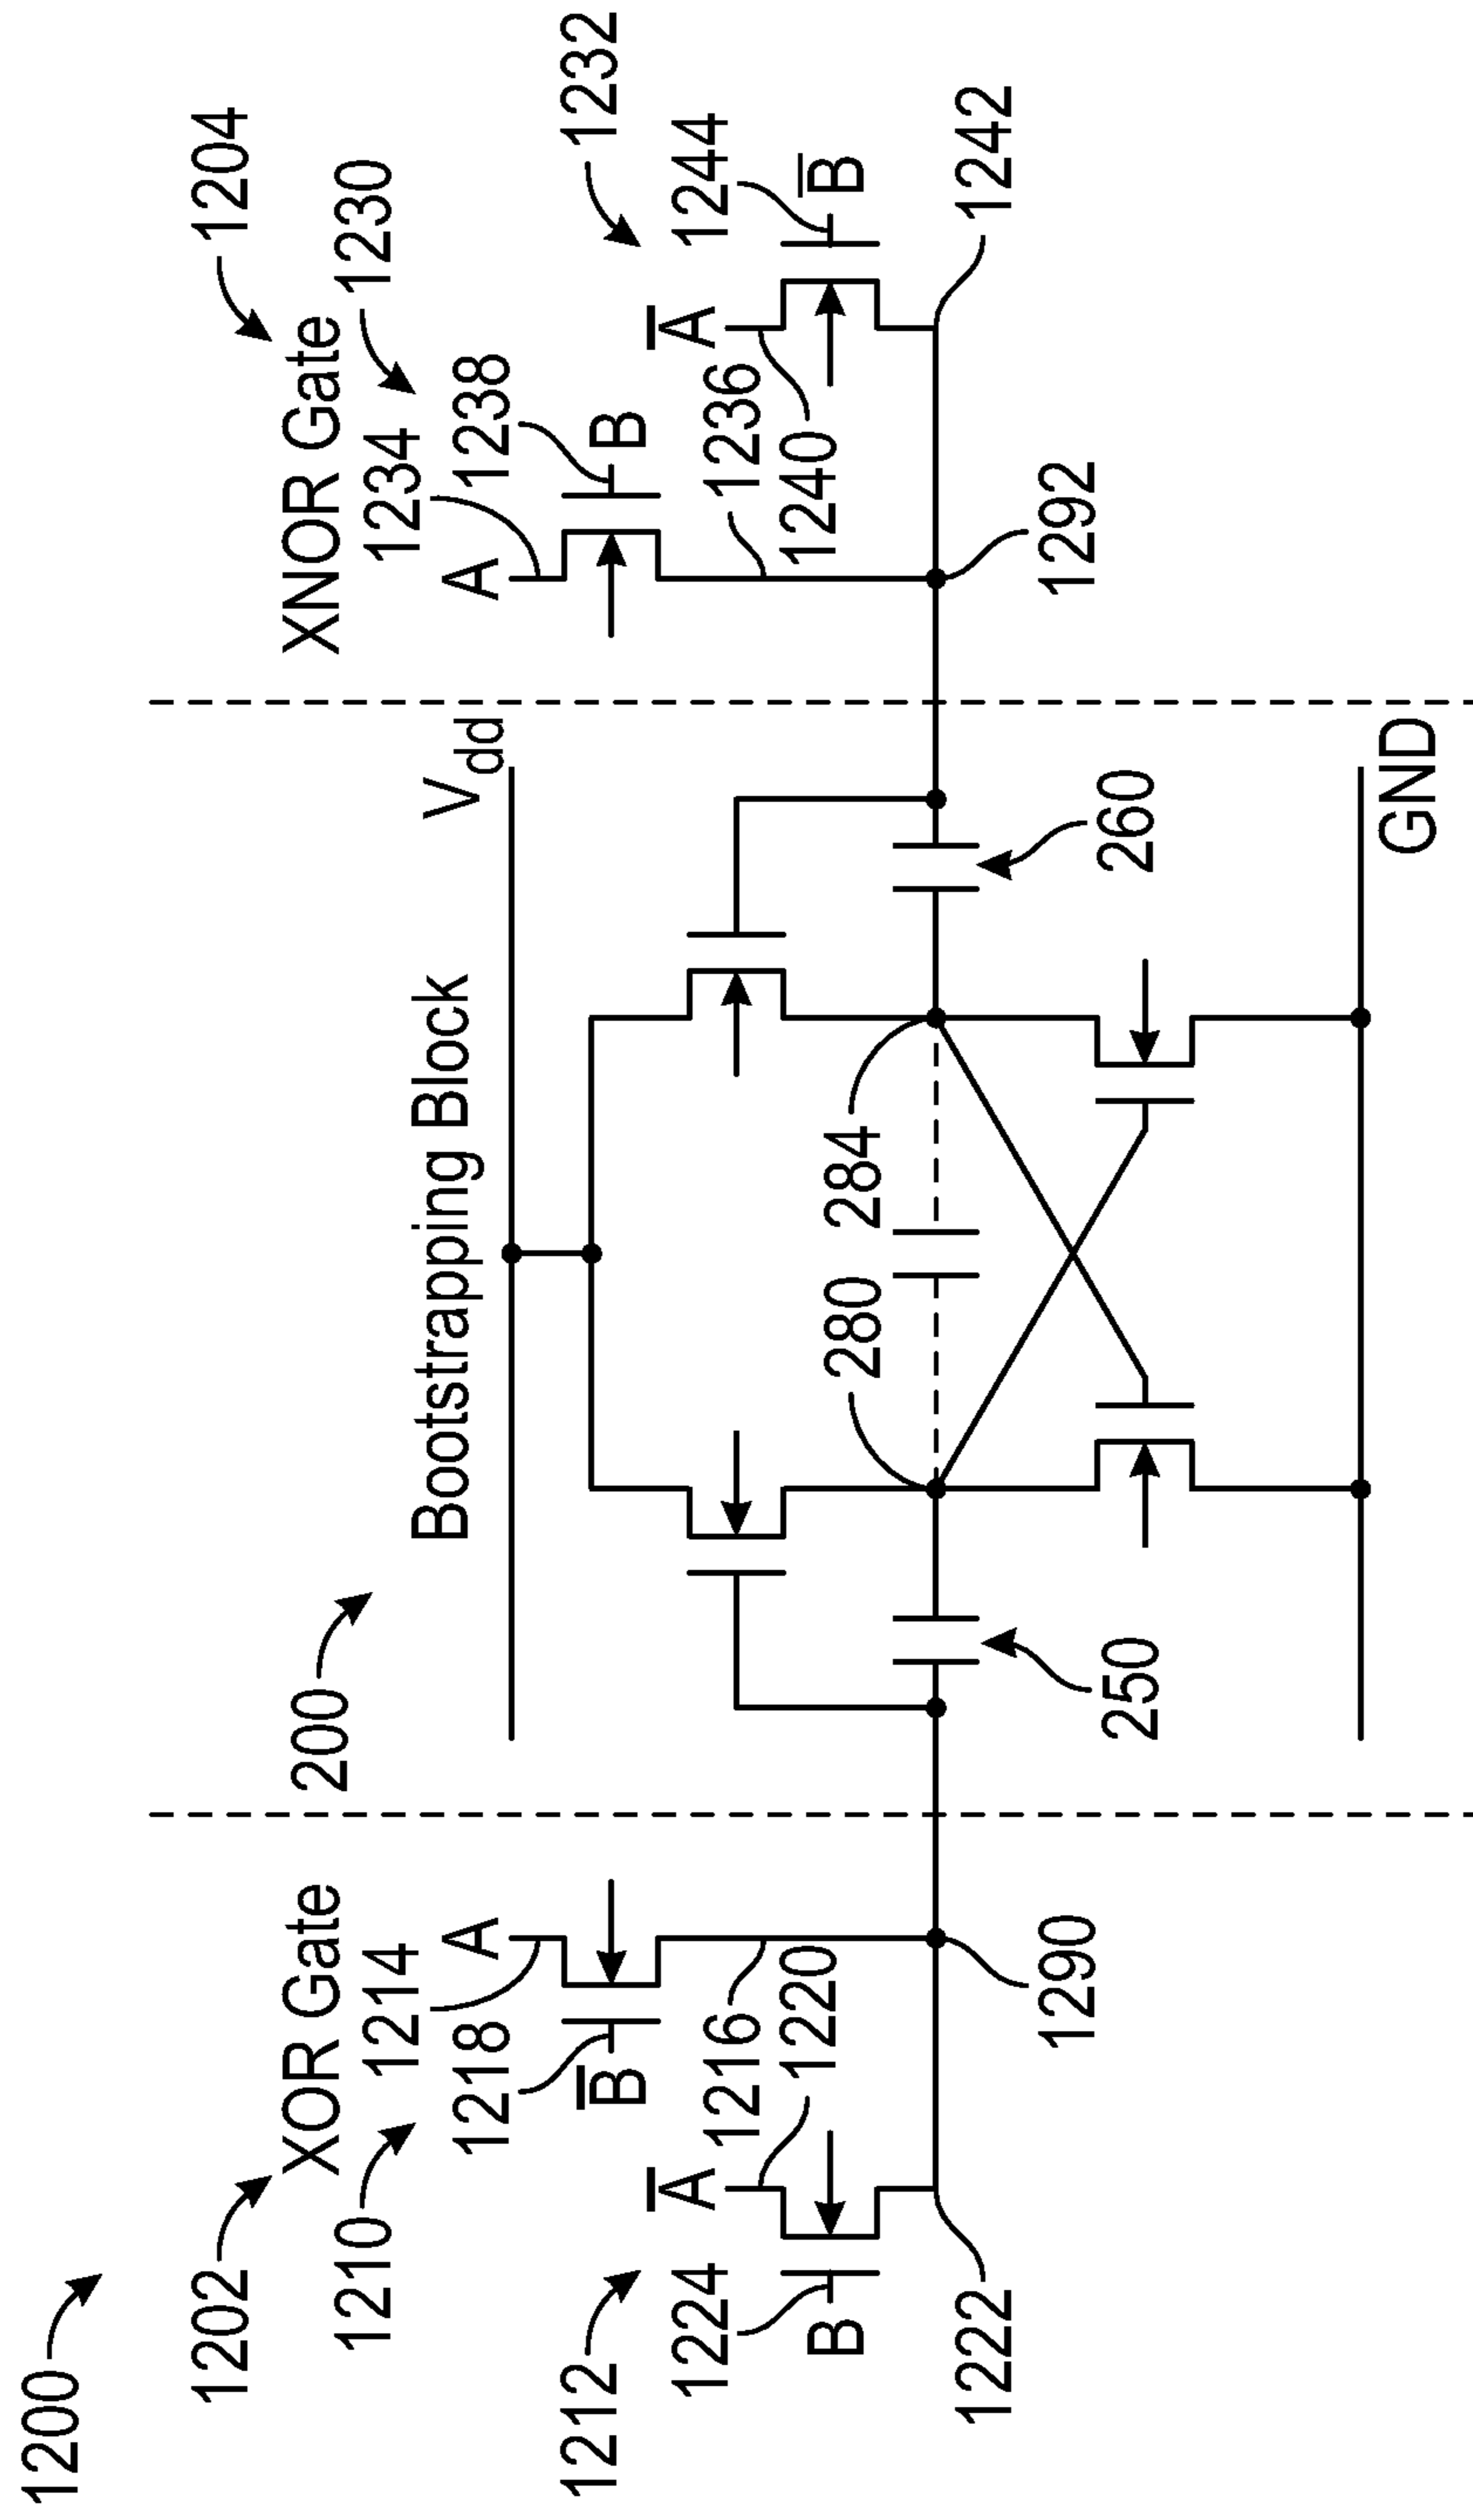 1200
1202
XOR Gate
1210
1214
A
1218
B̅
1212
A̅
1216
1220
1224
B
1222
1290
200
Bootstrapping Block
Vdd
280
284
250
260
GND
1204
XNOR Gate
1230
1234
A
1238
B
1232
A̅
1236
1240
1244
B̅
1242
1292